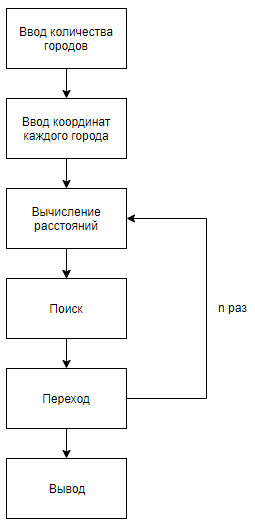 Ввод количества
городов
Ввод координат
каждого города
Вычисление
расстояний
Поиск
n раз
Переход
Вывод